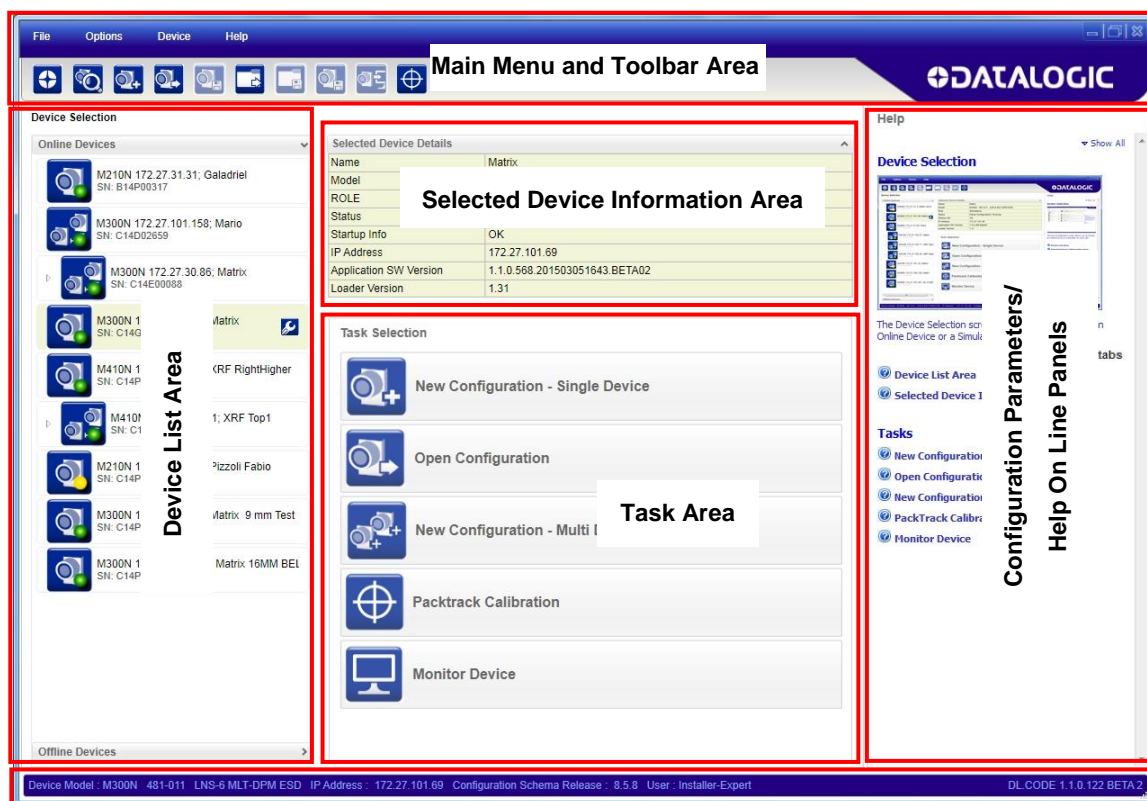 File Options Device Help
Main Menu and Toolbar Area
DATALOGIC
Device Selection
Online Devices
M210N 172.27.31.31; Galadriel
SN: B14P00317
M300N 172.27.101.158; Mario
SN: C14D02659
M300N 172.27.30.86; Matrix
SN: C14E00088
M300N 1 Matrix
SN: C14G
M410N 1 XRF RightHigher
SN: C14P
M410 1; XRF Top1
SN: C1
M210N 1 Pizzoli Fabio
SN: C14P
M300N 1 Matrix 9 mm Test
SN: C14P
M300N 1 Matrix 16MM BEL
SN: C14P
Device List Area
Offline Devices
Selected Device Details
Name Matrix
Model
ROLE
Status
Startup Info OK
IP Address 172.27.101.69
Application SW Version 1.1.0.568.201503051643.BETA02
Loader Version 1.31
Selected Device Information Area
Task Selection
New Configuration - Single Device
Open Configuration
New Configuration - Multi
Packtrack Calibration
Monitor Device
Task Area
Help
Show All
Device Selection
The Device Selection
Online Device or a
tabs
Device List Area
Selected Device
Tasks
New Configuration
Open
New Configuration
PackTrack
Monitor Device
Configuration Parameters/
Help On Line Panels
Device Model : M300N 481-011 LNS-6 MLT-DPM ESD IP Address : 172.27.101.69 Configuration Schema Release : 8.5.8 User : Installer-Expert DL.CODE 1.1.0.122 BETA 2